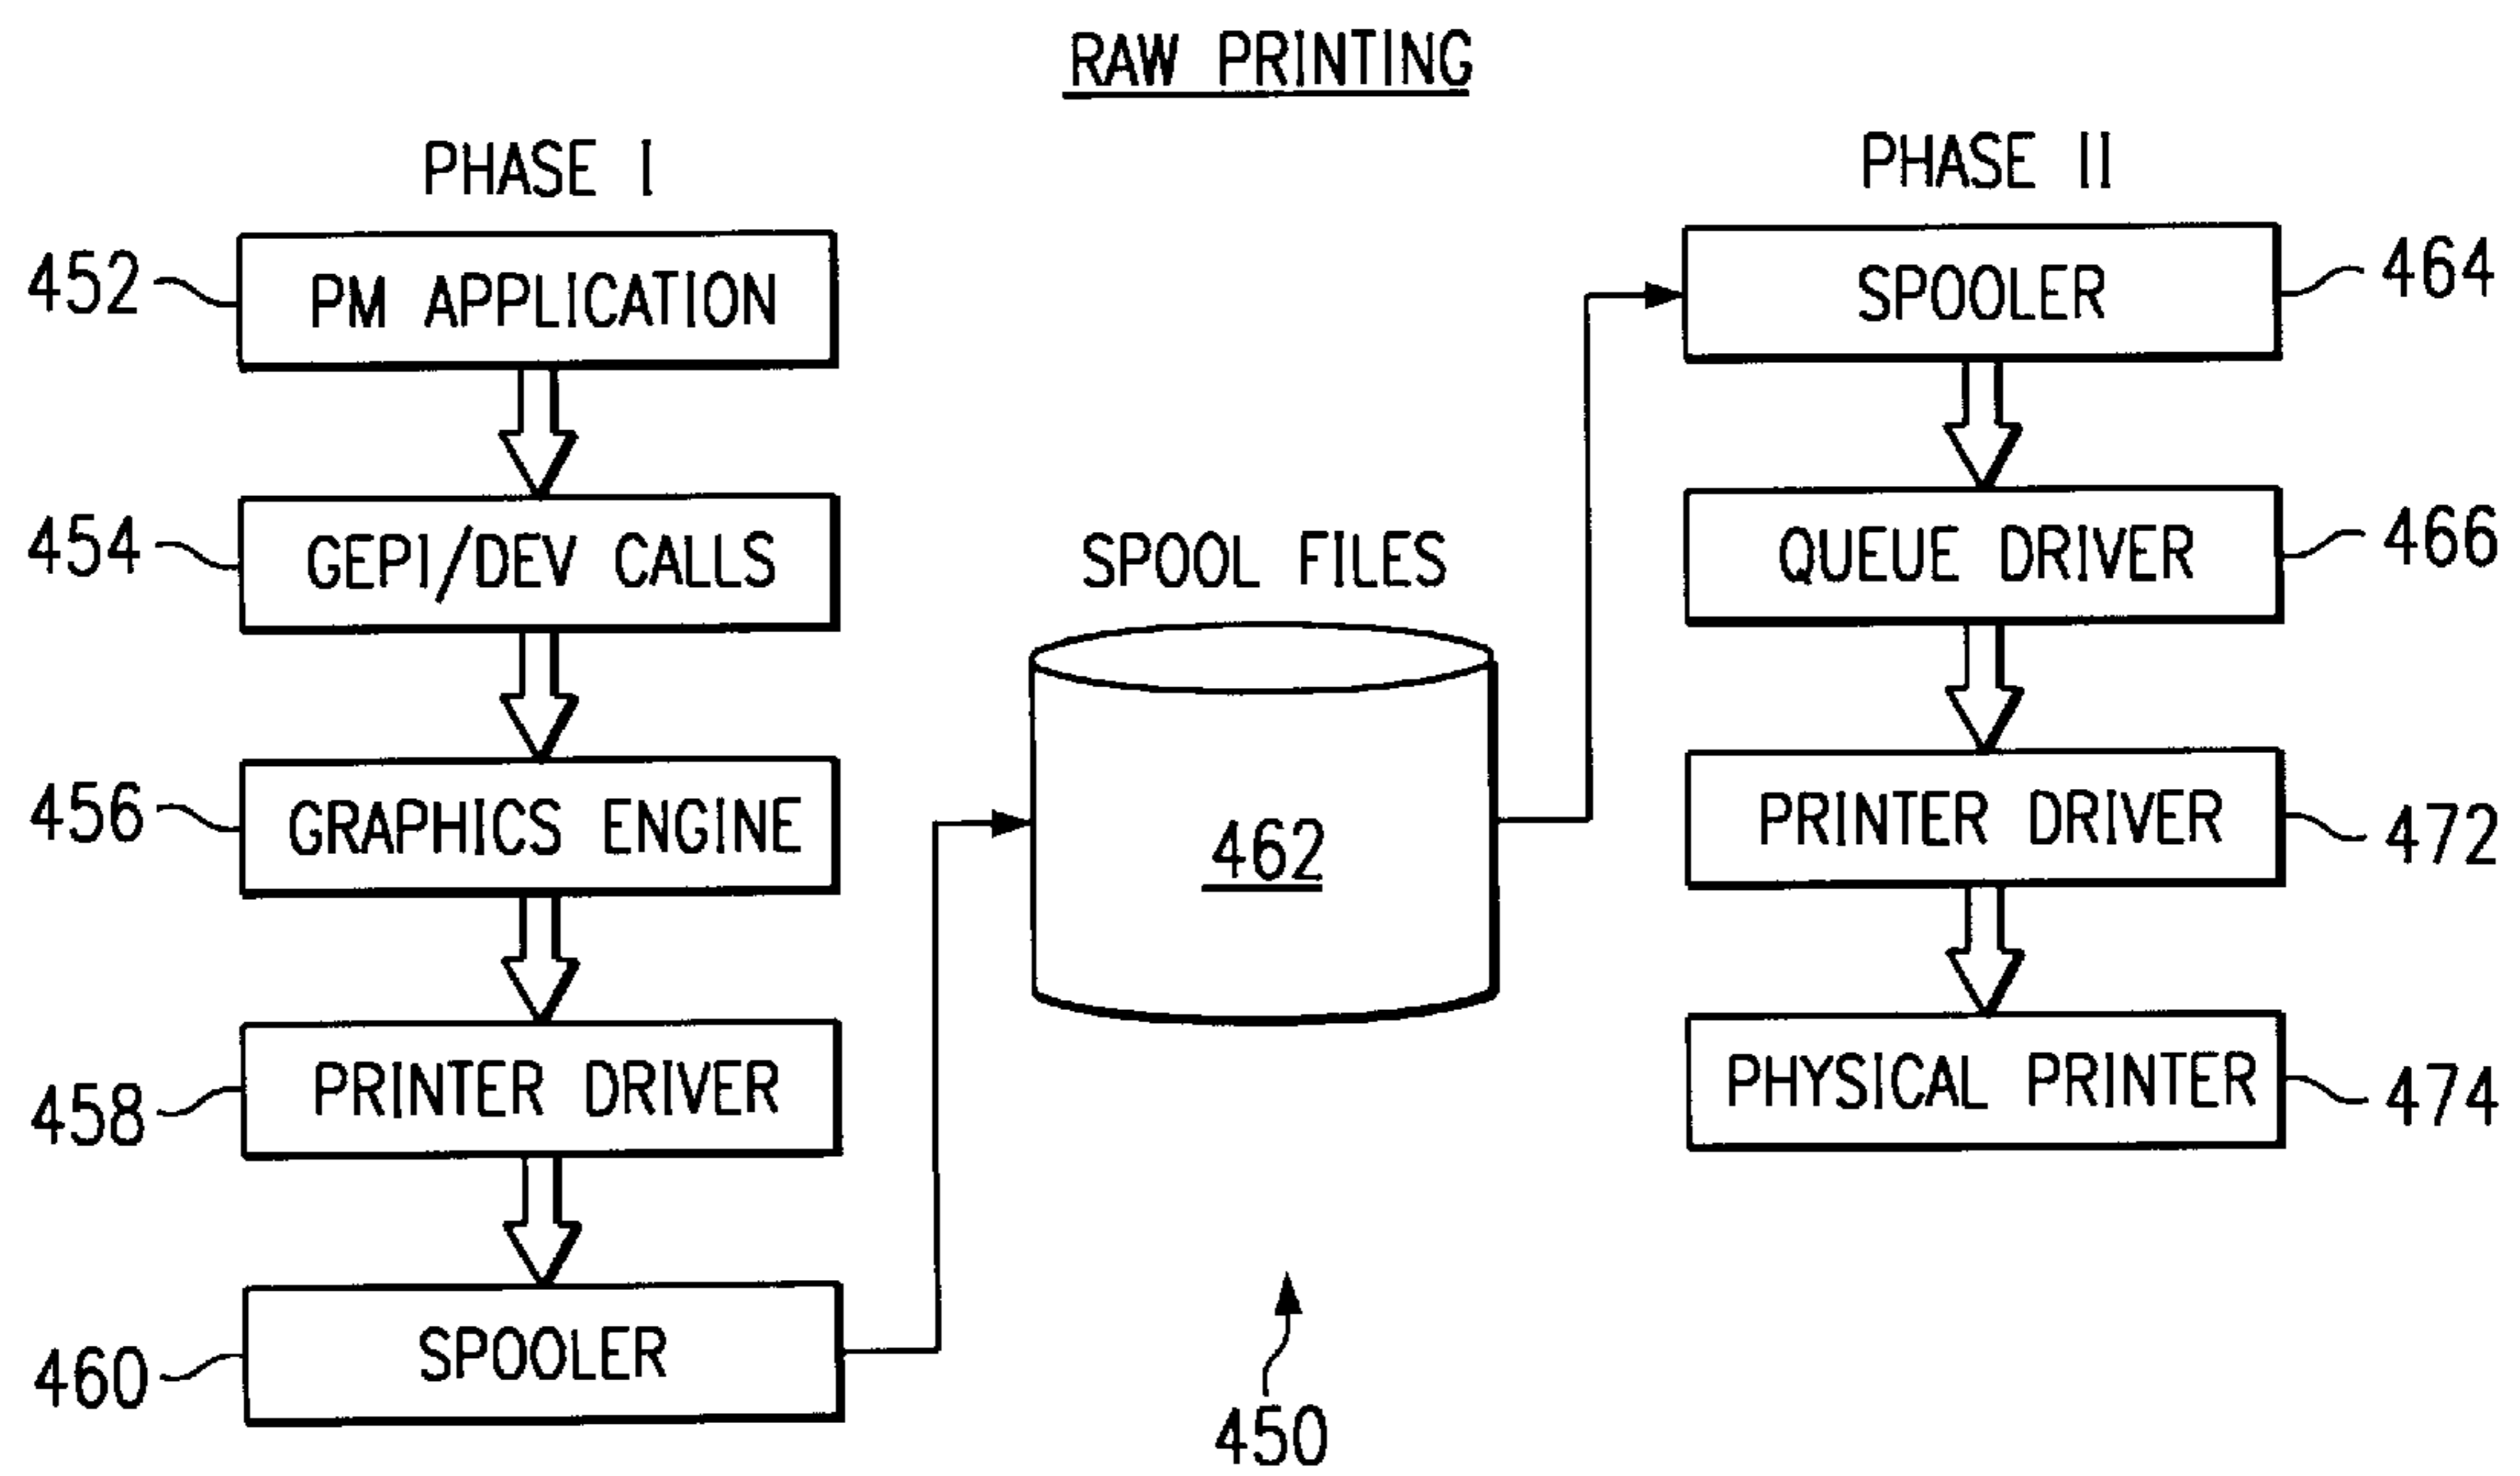 RAW PRINTING
PHASE I
452
PM APPLICATION
454
GEPI/DEV CALLS
456
GRAPHICS ENGINE
458
PRINTER DRIVER
460
SPOOLER
SPOOL FILES
462
450
PHASE II
SPOOLER
464
QUEUE DRIVER
466
PRINTER DRIVER
472
PHYSICAL PRINTER
474